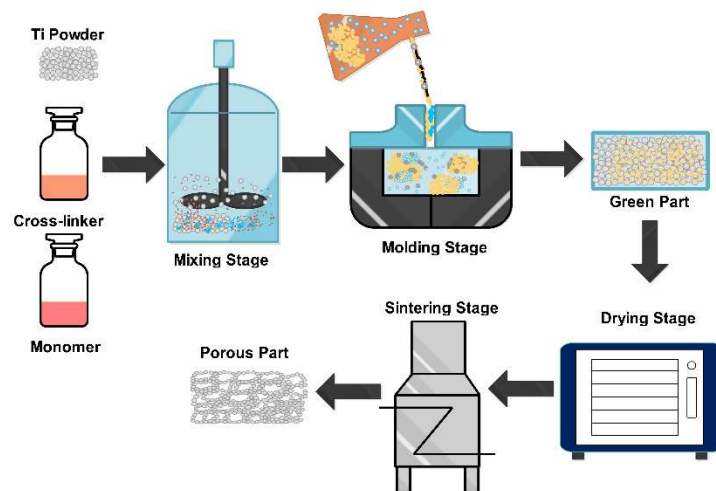 Ti Powder
Cross-linker
Monomer
Mixing Stage
Molding Stage
Green Part
Drying Stage
Sintering Stage
Porous Part